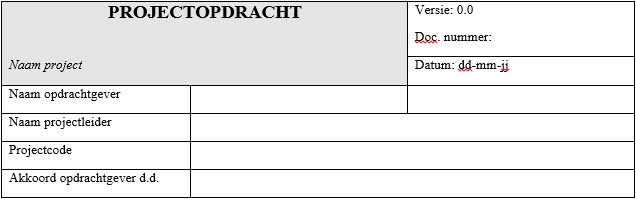 PROJECTOPDRACHT
Naam project
Versie: 0.0
Doc. nummer:
Datum: dd-mm-jj
Naam opdrachtgever
Naam projectleider
Projectcode
Akkoord opdrachtgever d.d.